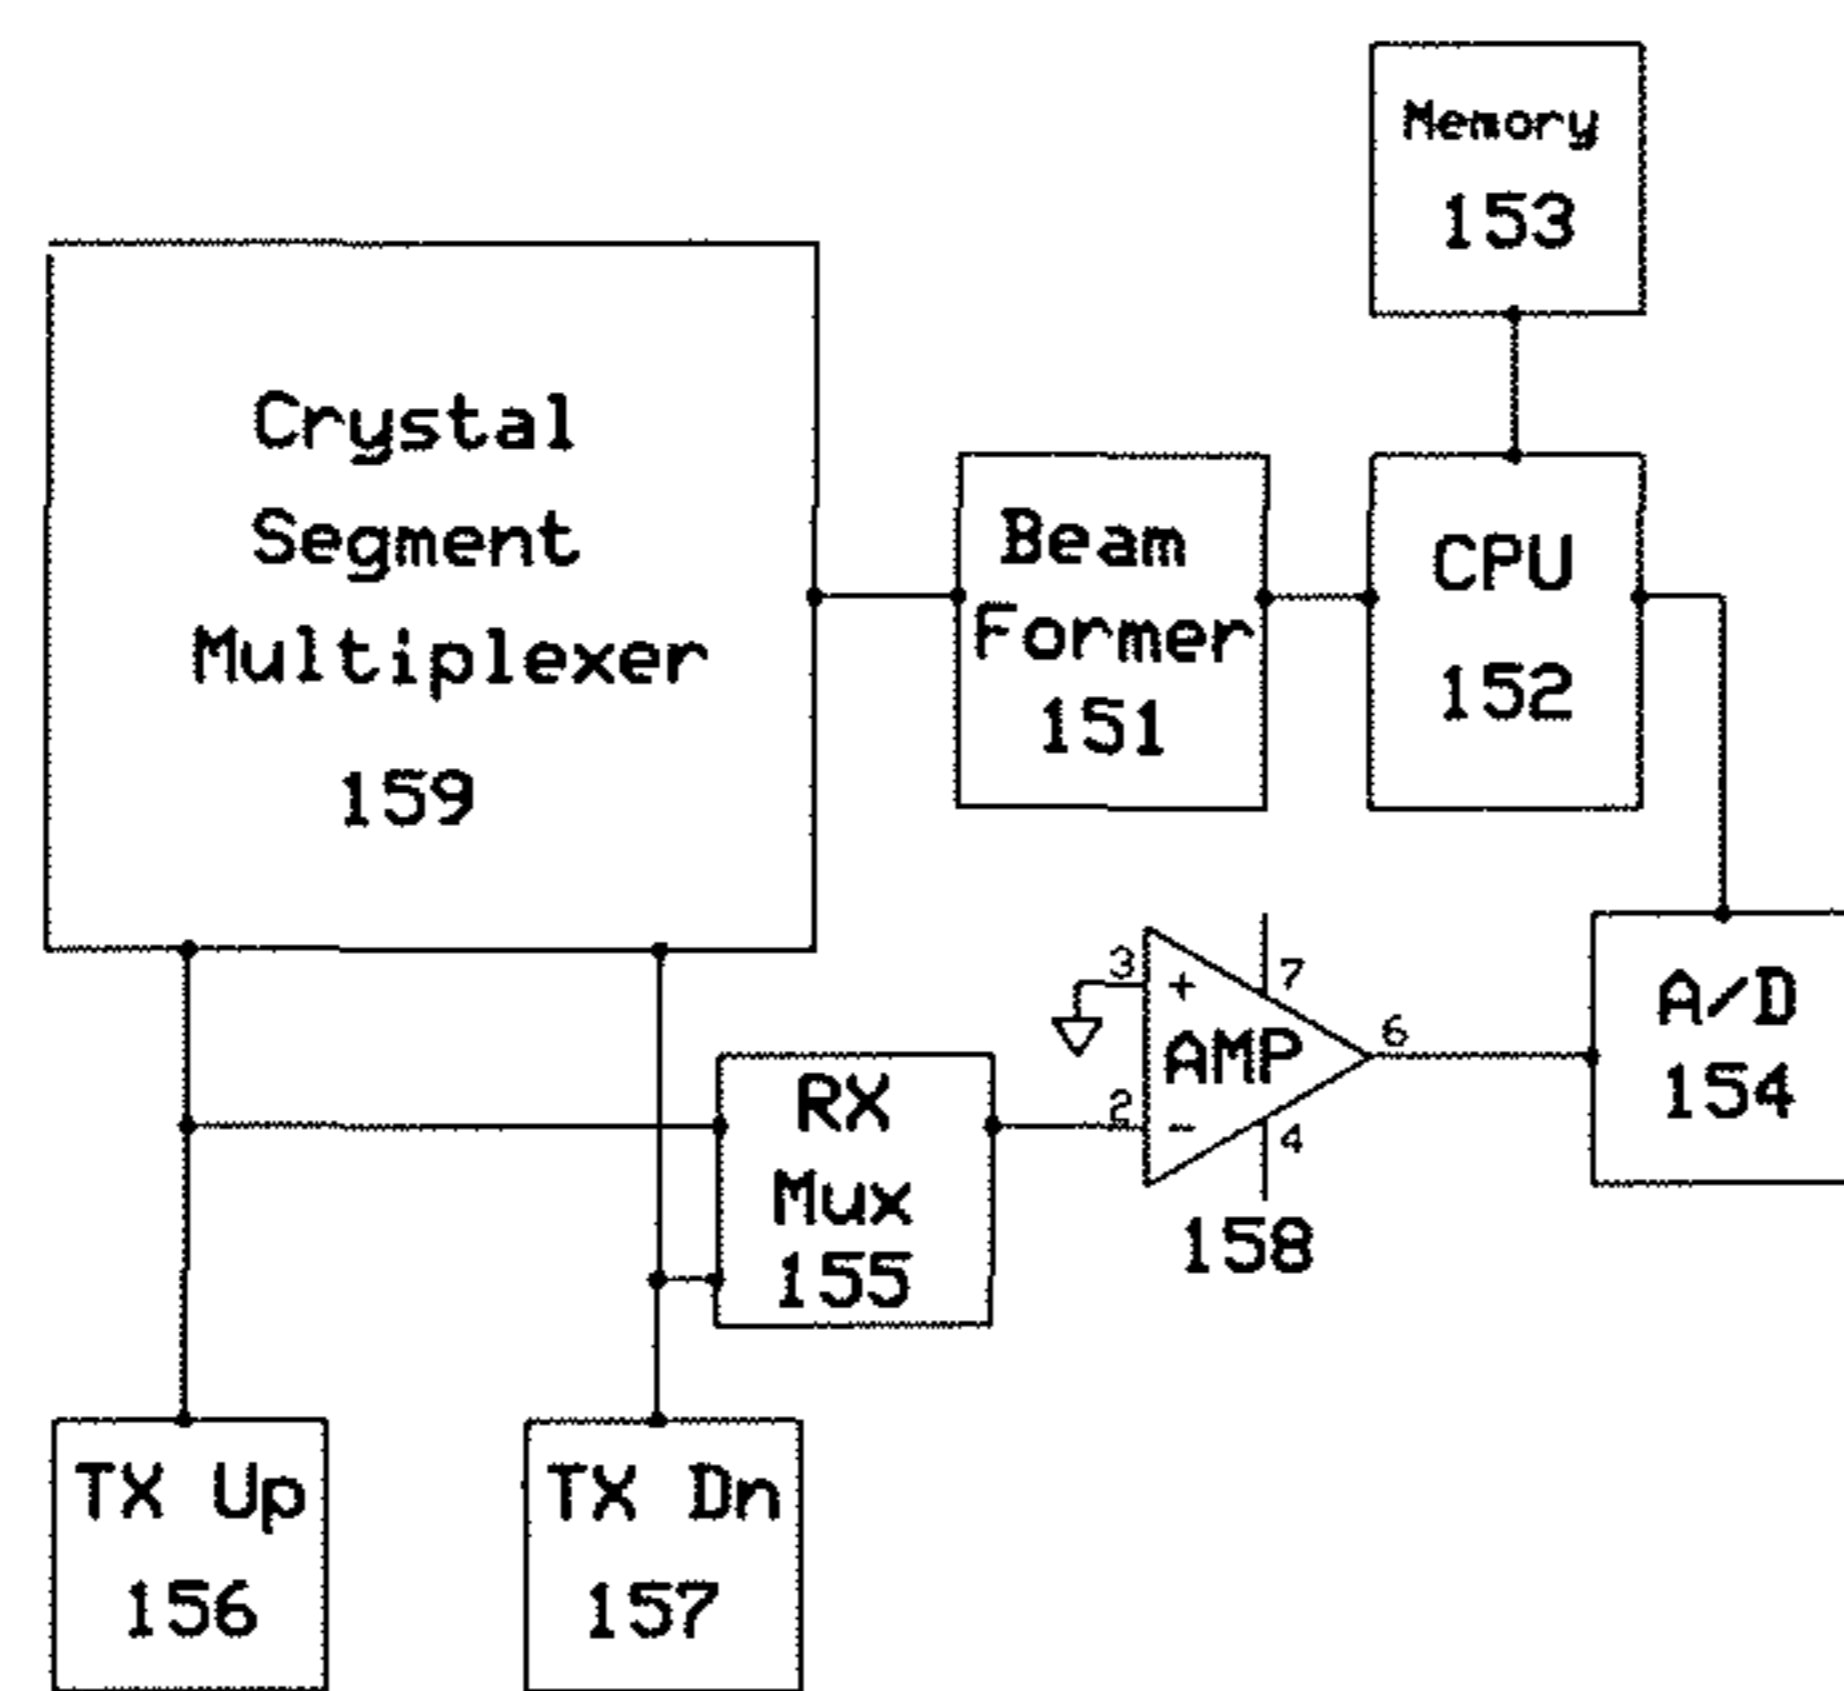 Memory
153
Crystal
Segment
Multiplexer
159
Beam
Former
151
CPU
152
A/D
154
3
+
7
AMP
6
2
-
4
158
RX
Mux
155
TX Up
156
TX Dn
157